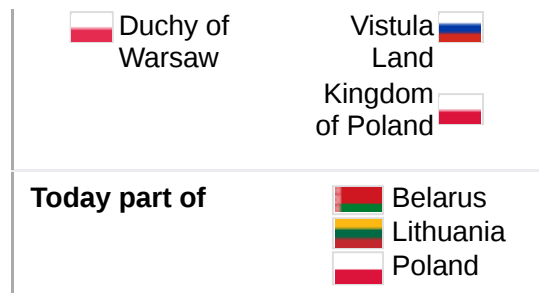 Duchy of
Warsaw
Vistula
Land
Kingdom
of Poland
Today part of
Belarus
Lithuania
Poland